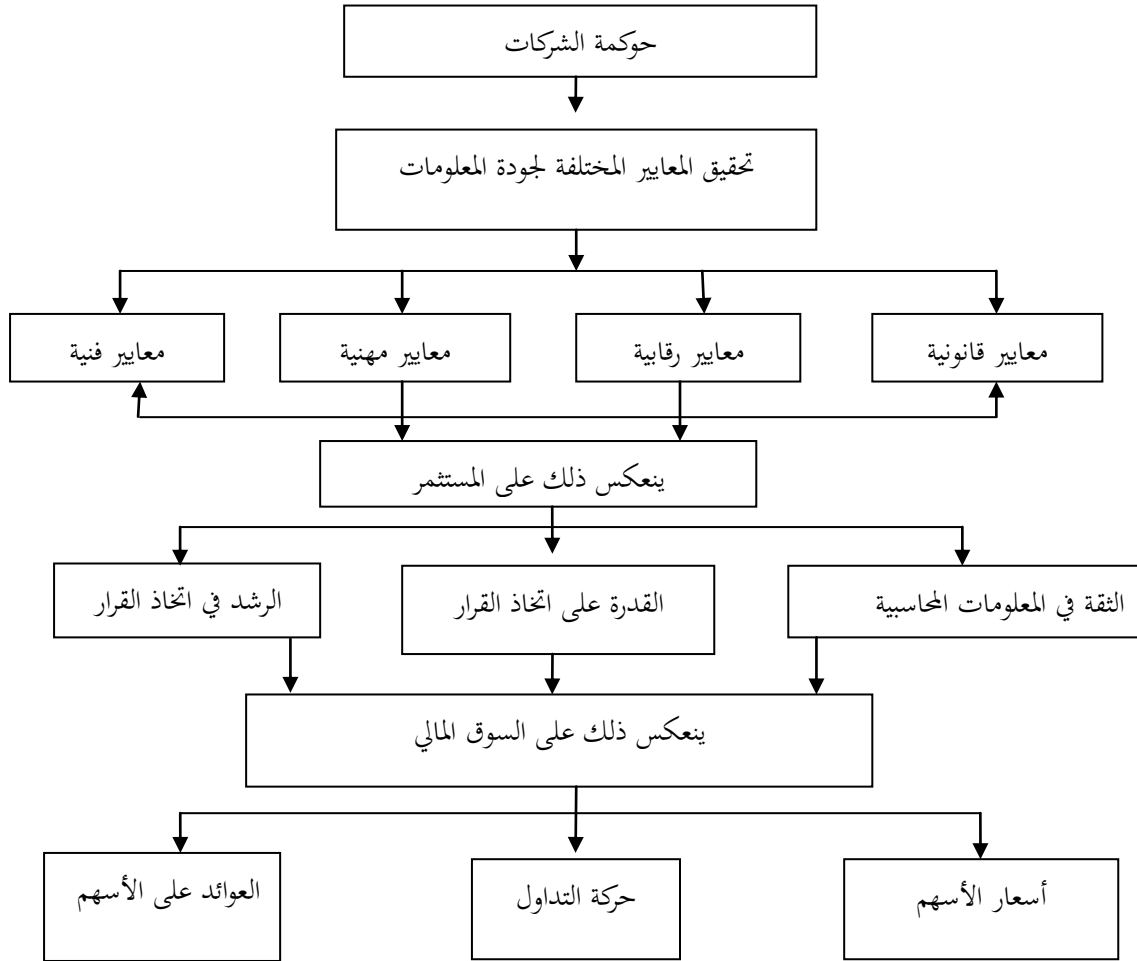 حوكمة الشركات
تحقيق المعايير المختلفة لجودة المعلومات
معايير قانونية
معايير رقابية
معايير مهنية
معايير فنية
ينعكس ذلك على المستثمر
الثقة في المعلومات المحاسبية
القدرة على اتخاذ القرار
الرشد في اتخاذ القرار
ينعكس ذلك على السوق المالي
أسعار الأسهم
حركة التداول
العوائد على الأسهم